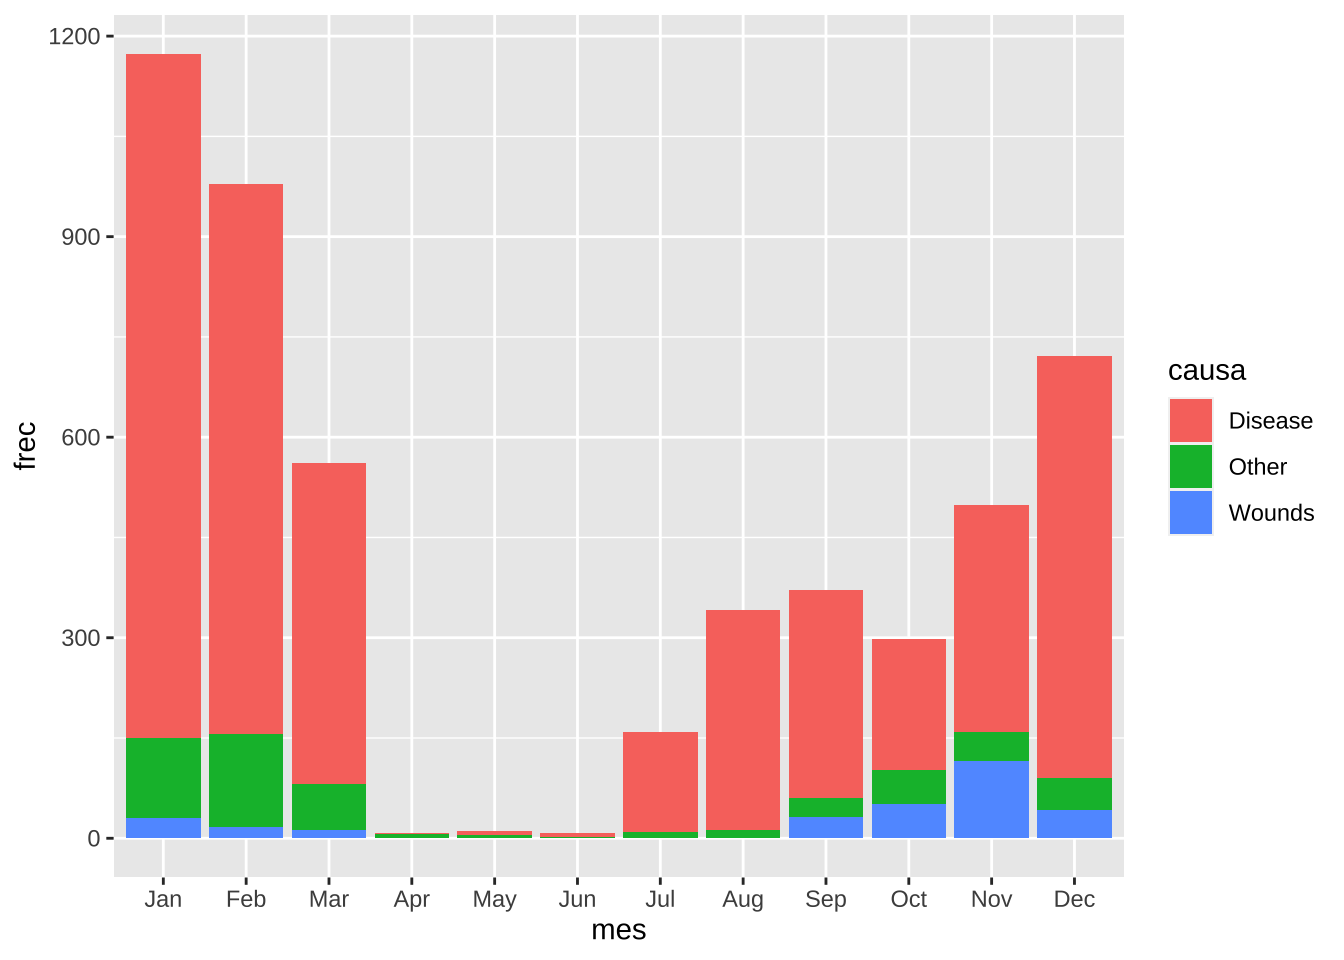 1200
900
600
300
0
Jan Feb Mar Apr May Jun Jul Aug Sep Oct Nov Dec
mes
frec
causa
Disease
Other
Wounds